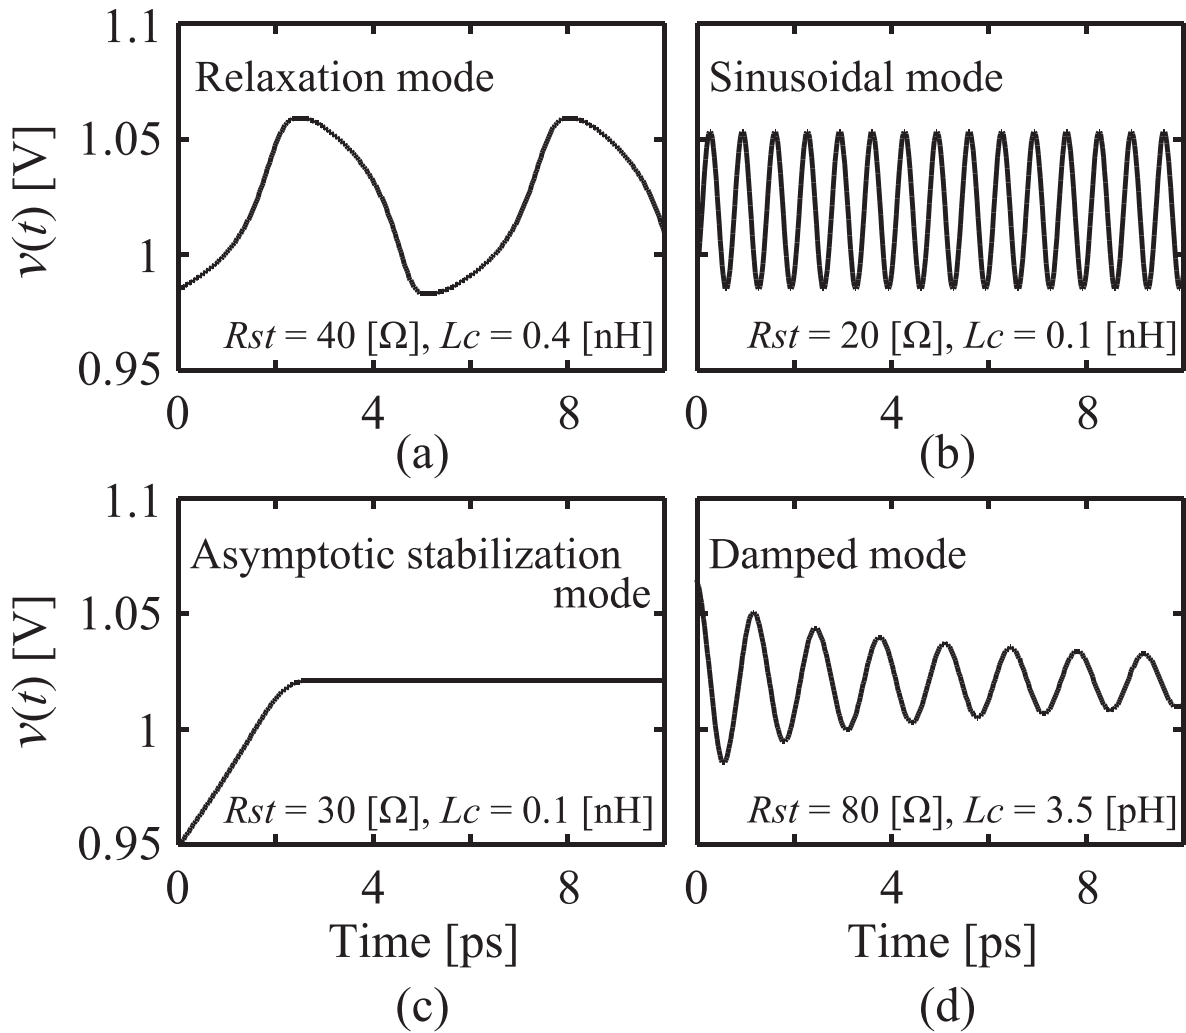 1.1
1.05
1
0.95
v(t) [V]
Relaxation mode
Rst = 40 [Ω], Lc = 0.4 [nH]
0 4 8
(a)
Sinusoidal mode
Rst = 20 [Ω], Lc = 0.1 [nH]
0 4 8
(b)
1.1
1.05
1
0.95
v(t) [V]
Asymptotic stabilization
mode
Rst = 30 [Ω], Lc = 0.1 [nH]
0 4 8
Time [ps]
(c)
Damped mode
Rst = 80 [Ω], Lc = 3.5 [pH]
0 4 8
Time [ps]
(d)